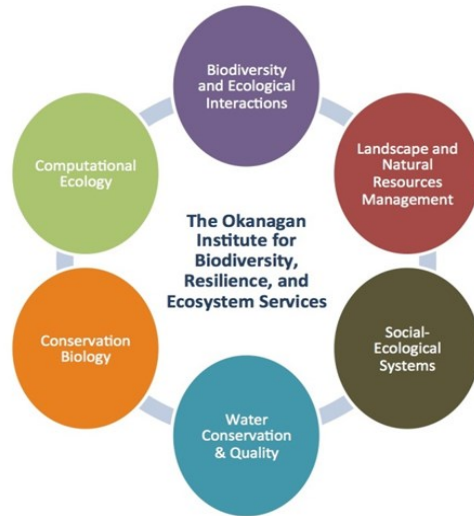 Biodiversity
and Ecological
Interactions
Landscape and
Natural
Resources
Management
Social-
Ecological
Systems
Water
Conservation
& Quality
Conservation
Biology
Computational
Ecology
The Okanagan
Institute for
Biodiversity,
Resilience, and
Ecosystem Services